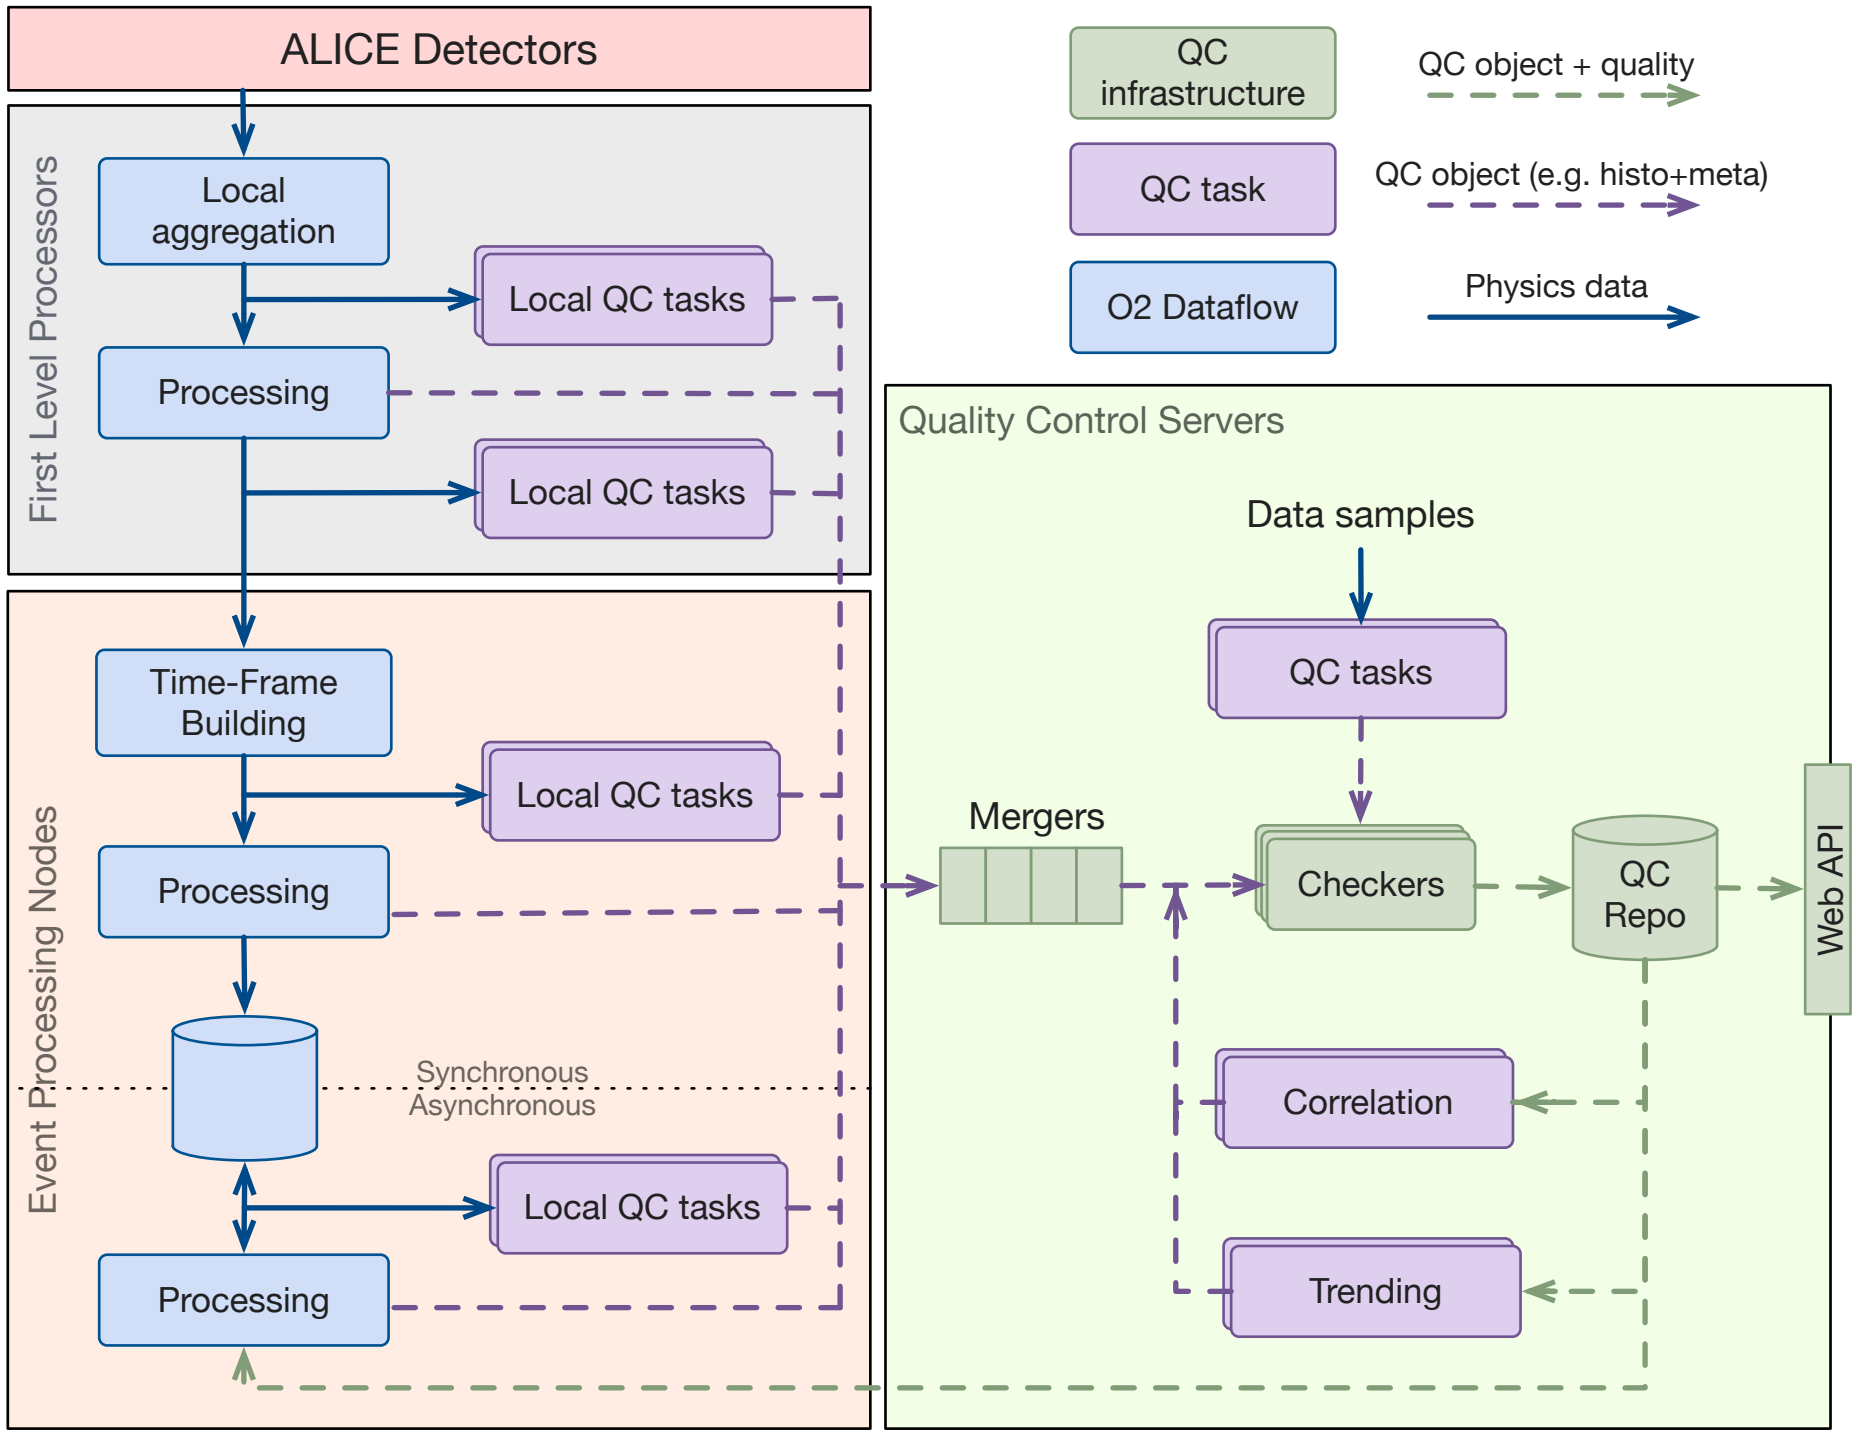 ALICE Detectors
First Level Processors
Local
aggregation
Local QC tasks
Processing
Local QC tasks
Event Processing Nodes
Time-Frame
Building
Local QC tasks
Processing
Synchronous
Asynchronous
Local QC tasks
Processing
QC
infrastructure
QC object + quality
QC task
QC object (e.g. histo+meta)
O2 Dataflow
Physics data
Quality Control Servers
Data samples
QC tasks
Mergers
Checkers
QC
Repo
Web API
Correlation
Trending